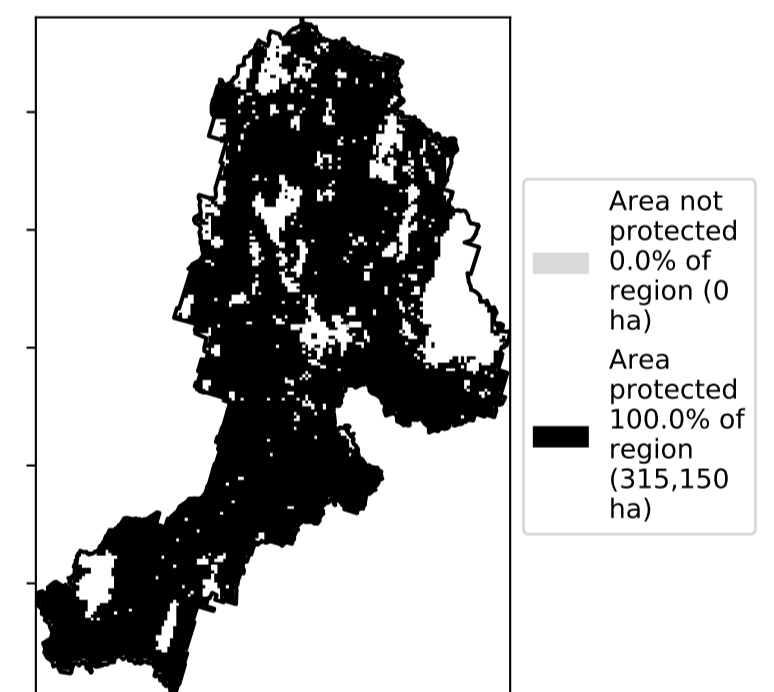 Area not
protected
0.0% of
region (0
ha)
Area
protected
100.0% of
region
(315,150
ha)